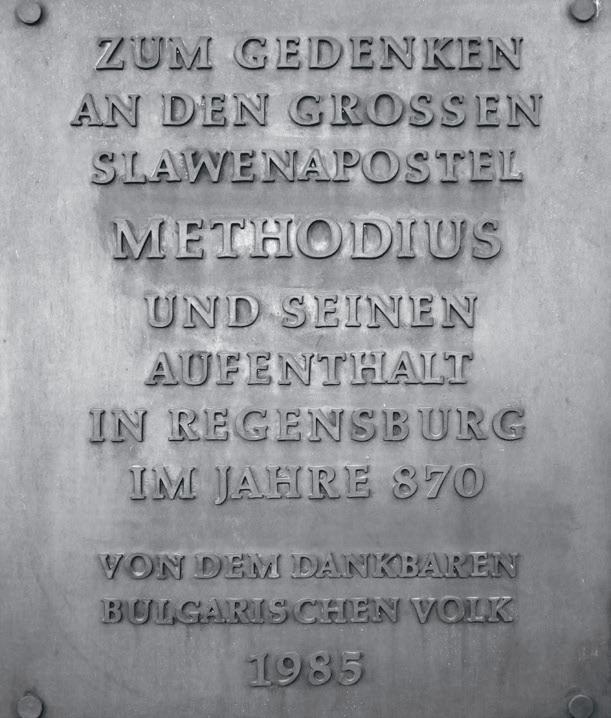 ZUM GEDENKEN
AN DEN GROSSEN
SLAWENAPOSTEL
METHODIUS
UND SEINEN
AUFENTHALT
IN REGENSBURG
IM JAHRE 870
VON DEM DANKBAREN
BULGARISCHEN VOLK
1985